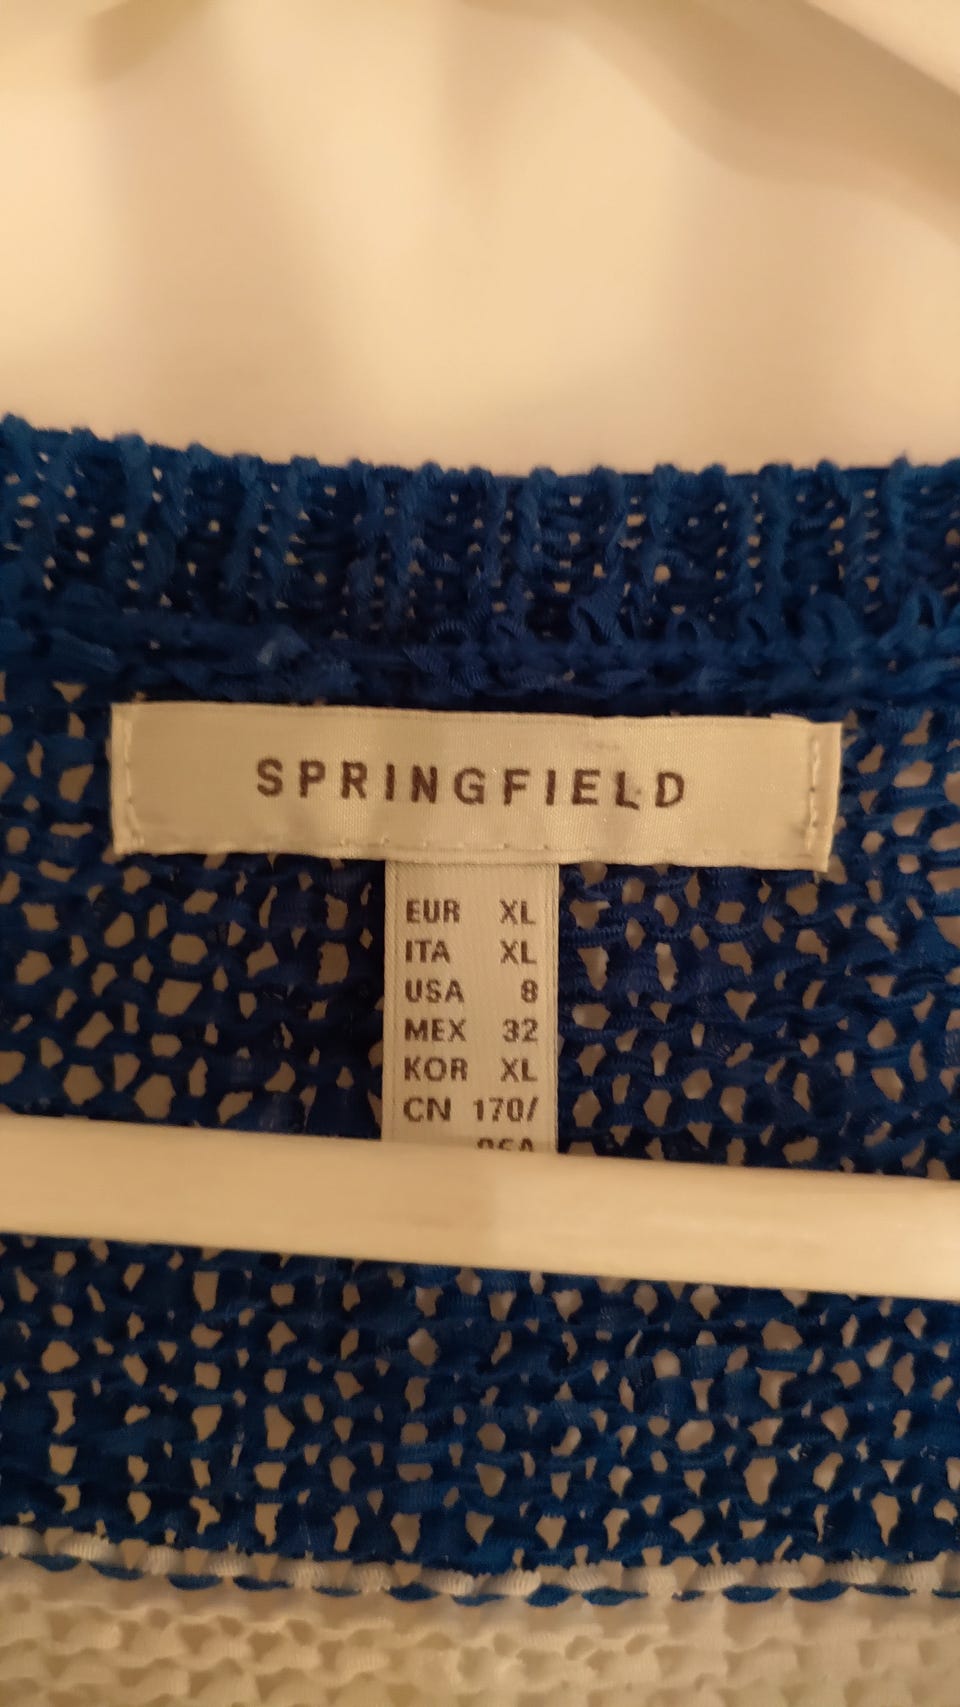 SPRINGFIELD
EUR XL
ITA XL
USA 8
MEX 32
KOR XL
CN 170/